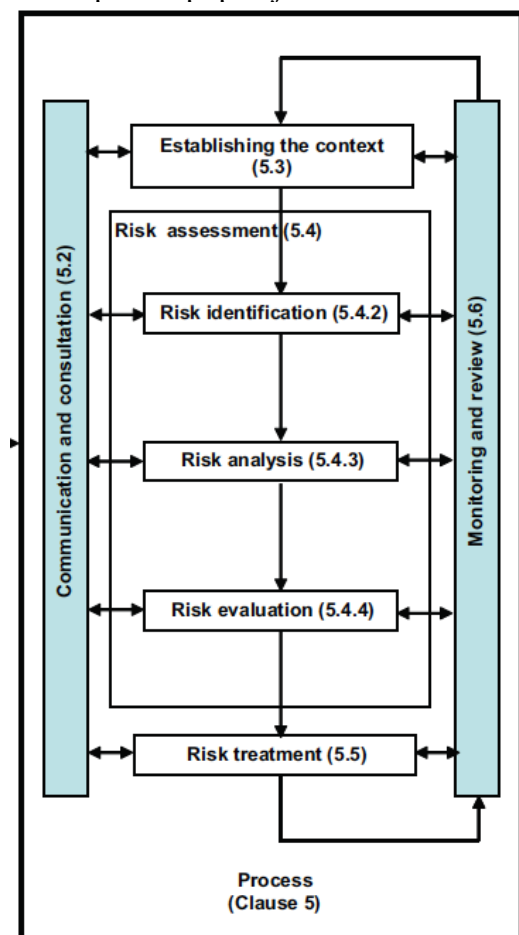 Establishing the context
(5.3)
Risk assessment (5.4)
Communication and consultation (5.2)
Monitoring and review (5.6)
Risk identification (5.4.2)
Risk analysis (5.4.3)
Risk evaluation (5.4.4)
Risk treatment (5.5)
Process
(Clause 5)